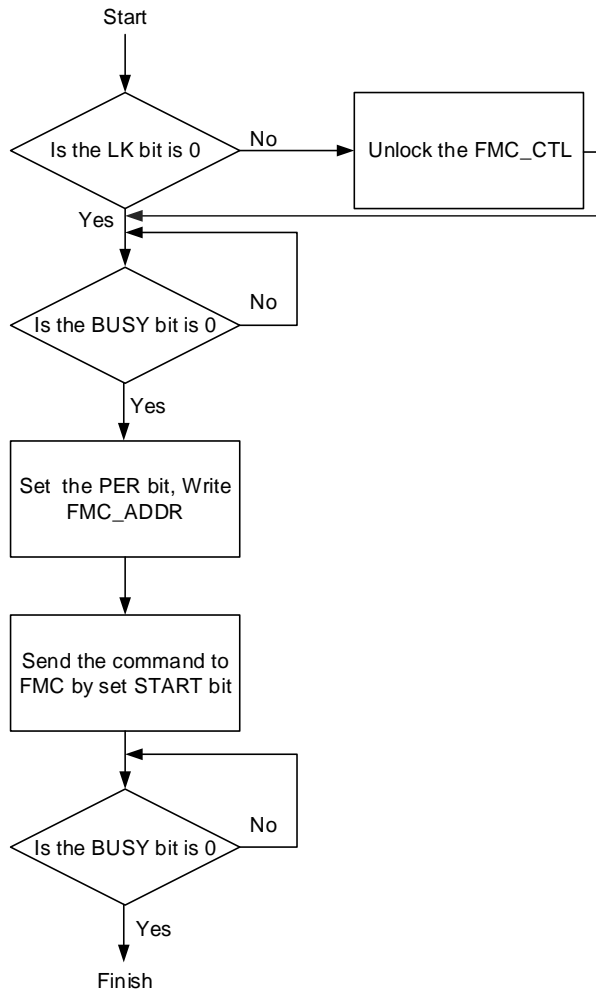 Start
Is the LK bit is 0
No
Unlock the FMC_CTL
Yes
No
Is the BUSY bit is 0
Yes
Set the PER bit, Write
FMC_ADDR
Send the command to
FMC by set START bit
No
Is the BUSY bit is 0
Yes
Finish